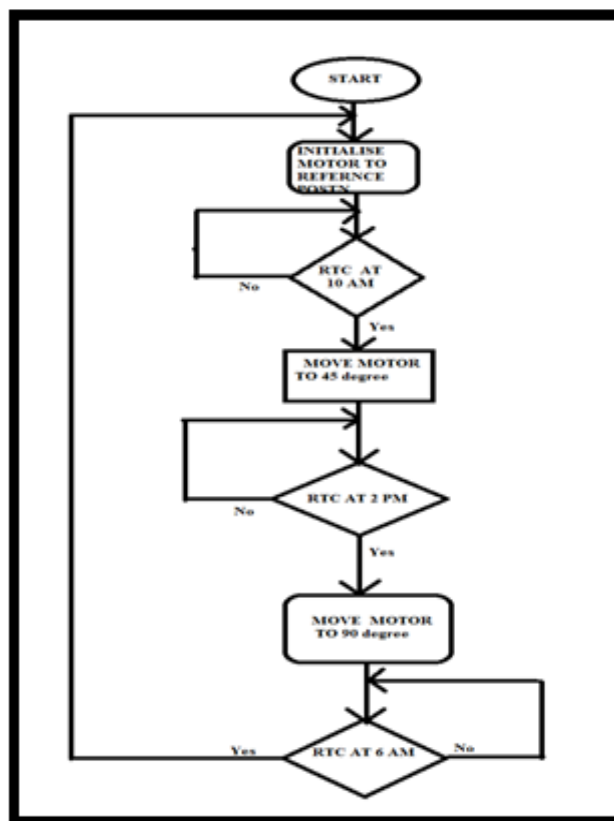 START
INITIALISE
MOTOR TO
REFERNCE
POSTN
RTC AT
10 AM
No
Yes
MOVE MOTOR
TO 45 degree
RTC AT 2 PM
No
Yes
MOVE MOTOR
TO 90 degree
Yes
RTC AT 6 AM
No